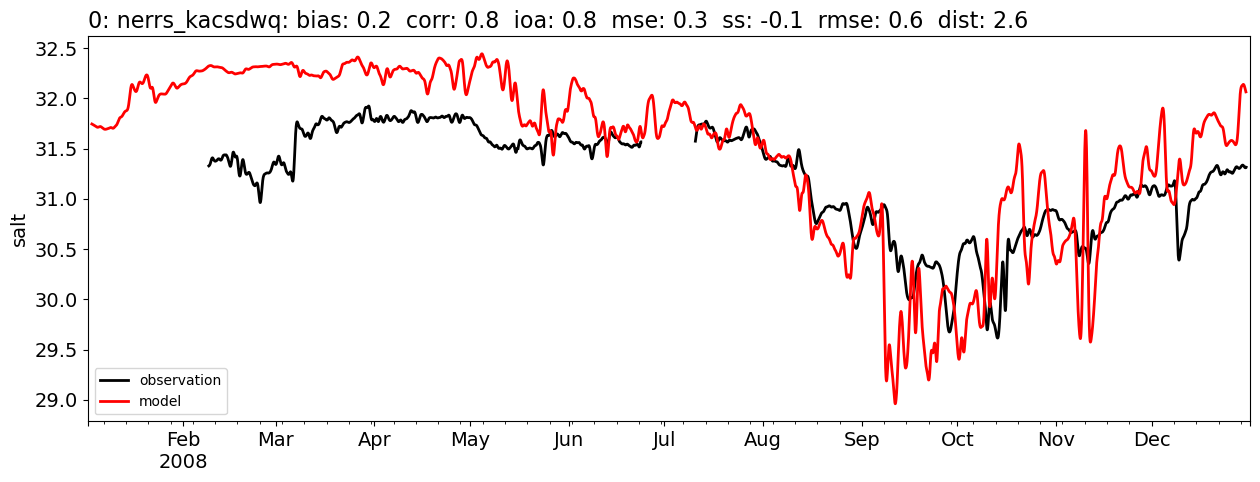 0: nerrs_kacsdwq: bias: 0.2 corr: 0.8 ioa: 0.8 mse: 0.3 ss: -0.1 rmse: 0.6 dist: 2.6
32.5
32.0
31.5
31.0
30.5
30.0
29.5
29.0
salt
observation
model
Feb Mar Apr May Jun Jul Aug Sep Oct Nov Dec
2008